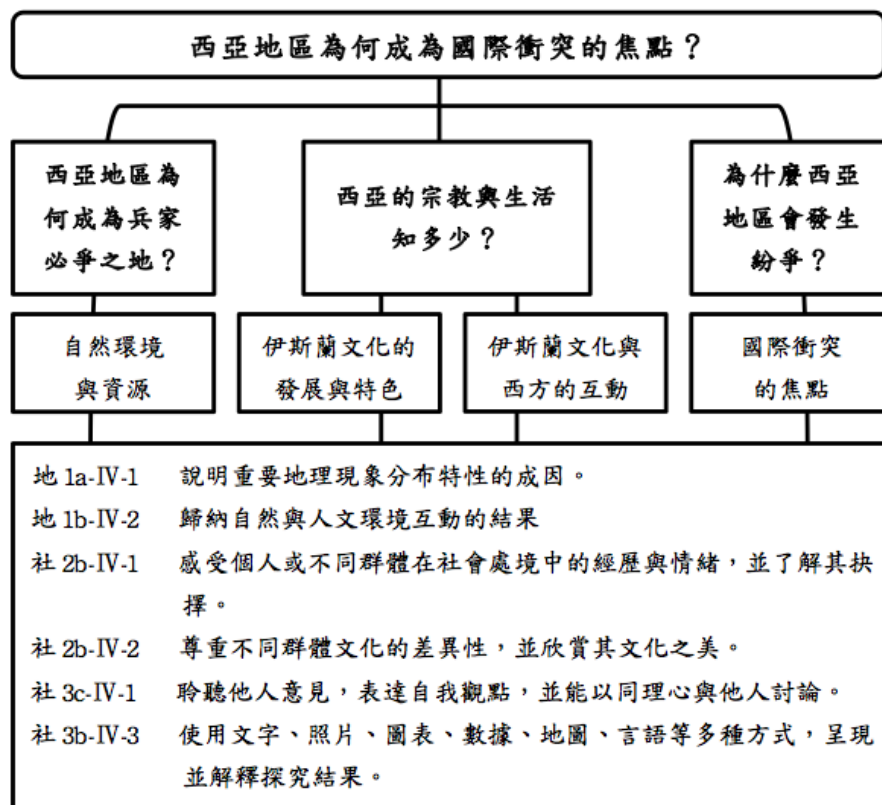 西亞地區為何成為國際衝突的焦點？
西亞地區為
何成為兵家
必爭之地？
西亞的宗教與生活
知多少？
為什麼西亞
地區會發生
紛爭？
自然環境
與資源
伊斯蘭文化的
發展與特色
伊斯蘭文化與
西方的互動
國際衝突
的焦點
地 1a-IV-1 說明重要地理現象分布特性的成因。
地 1b-IV-2 歸納自然與人文環境互動的結果
社 2b-IV-1 感受個人或不同群體在社會處境中的經歷與情緒，並了解其抉
擇。
社 2b-IV-2 尊重不同群體文化的差異性，並欣賞其文化之美。
社 3c-IV-1 聆聽他人意見，表達自我觀點，並能以同理心與他人討論。
社 3b-IV-3 使用文字、照片、圖表、數據、地圖、言語等多種方式，呈現
並解釋探究結果。